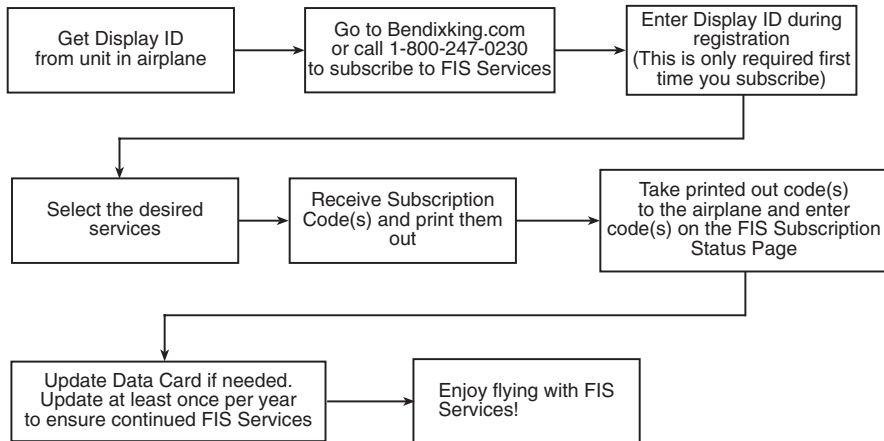 Get Display ID
from unit in airplane
Go to Bendixking.com
or call 1-800-247-0230
to subscribe to FIS Services
Enter Display ID during
registration
(This is only required first
time you subscribe)
Select the desired
services
Receive Subscription
Code(s) and print them
out
Take printed out code(s)
to the airplane and enter
code(s) on the FIS Subscription
Status Page
Update Data Card if needed.
Update at least once per year
to ensure continued FIS Services
Enjoy flying with FIS
Services!